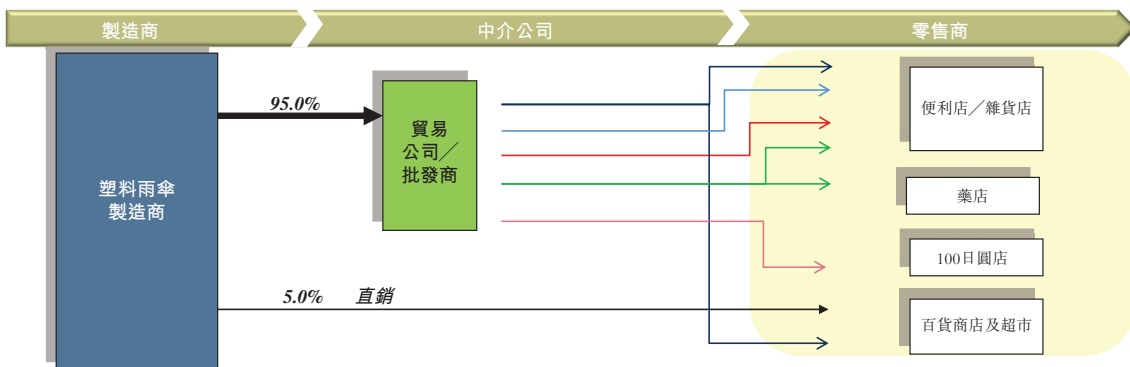 製造商
中介公司
零售商
95.0%
貿易
公司／
批發商
塑料雨傘
製造商
便利店／雜貨店
藥店
100日圓店
5.0% 直銷
百貨商店及超市